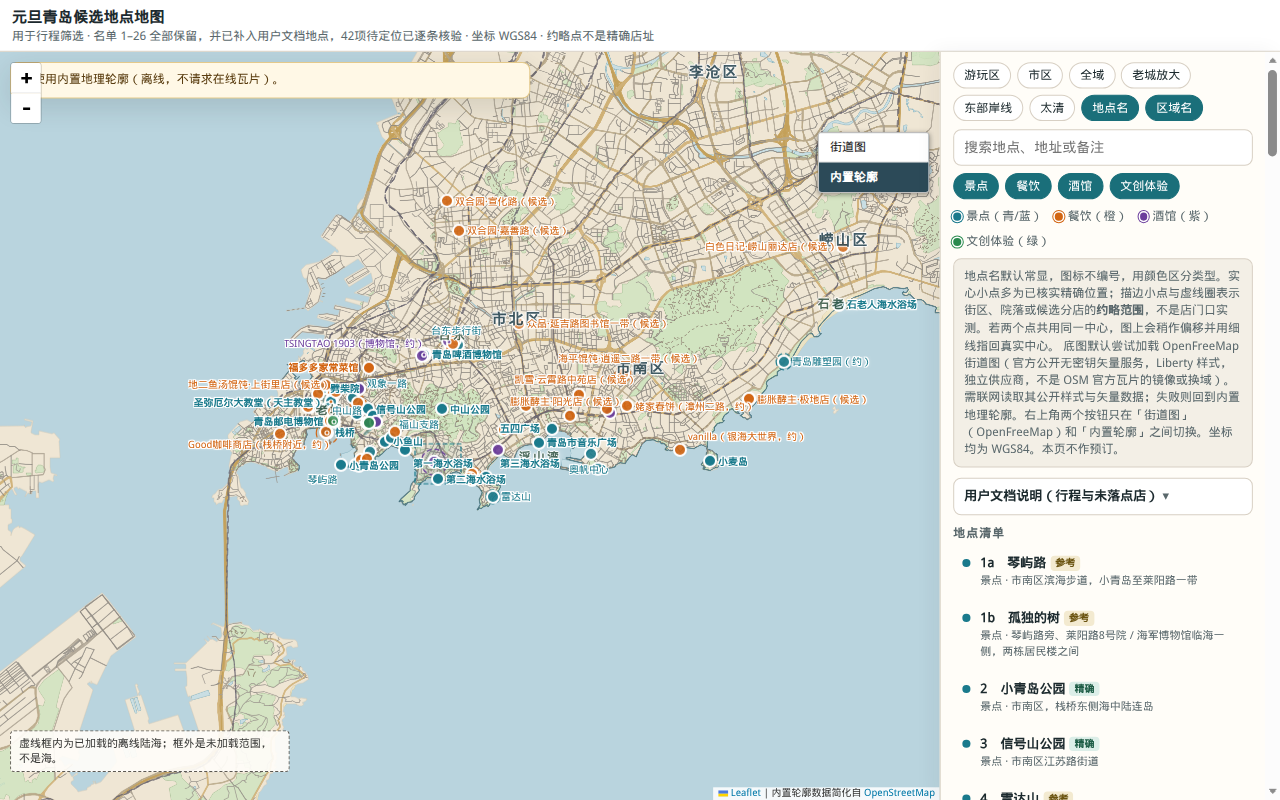 元旦青岛候选地点地图
用于行程筛选 · 名单 1–26 全部保留，并已补入用户文档地点，42项待定位已逐条核验 · 坐标 WGS84 · 约略点不是精确店址
+
-
使用内置地理轮廓（离线，不请求在线瓦片）。
街道图
内置轮廓
李沧区
双合园·宣化路（候选）
双合园·嘉善路（候选）
白色日记·崂山丽达店（候选）
崂山区
石老人海水浴场
市北区
众品·延吉路图书馆一带（候选）
台东步行街
TSINGTAO 1903（博物馆，约）
青岛啤酒博物馆
海平馄饨·逍遥二路一带（候选）
市南区
青岛雕塑园（约）
福多多家常菜馆
地二鱼汤馄饨·上街里店（候选）
劈柴院
观象一路
凯雪·云霄路中苑店（候选）
圣弥厄尔大教堂（天主教堂）
中山路
信号山公园
中山公园
膨胀酵主·阳光店（候选）
姥家春饼（漳州二路，约）
膨胀酵主·极地店（候选）
青岛邮电博物馆
福山支路
栈桥
五四广场
Good咖啡商店（栈桥附近，约）
小鱼山
青岛市音乐广场
vanilla（银海大世界，约）
浮山湾
小青岛公园
第一海水浴场
第三海水浴场
奥帆中心
小麦岛
琴屿路
第二海水浴场
雷达山
虚线框内为已加载的离线陆海；框外是未加载范围，
不是海。
Leaflet | 内置轮廓数据简化自 OpenStreetMap
游玩区
市区
全域
老城放大
东部岸线
太清
地点名
区域名
搜索地点、地址或备注
景点
餐饮
酒馆
文创体验
景点（青/蓝）
餐饮（橙）
酒馆（紫）
文创体验（绿）
地点名默认常显，图标不编号，用颜色区分类型。实
心小点多为已核实精确位置；描边小点与虚线圈表示
街区、院落或候选分店的约略范围，不是店门口实
测。若两个点共用同一中心，图上会稍作偏移并用细
线指回真实中心。 底图默认尝试加载 OpenFreeMap
街道图（官方公开无密钥矢量服务，Liberty 样式，
独立供应商，不是 OSM 官方瓦片的镜像或换域）。
需联网读取其公开样式与矢量数据；失败则回到内置
地理轮廓。右上角两个按钮只在「街道图」
（OpenFreeMap）和「内置轮廓」之间切换。坐标
均为 WGS84。本页不作预订。
用户文档说明（行程与未落点店）▼
地点清单
1a 琴屿路 参考
景点 · 市南区滨海步道，小青岛至莱阳路一带
1b 孤独的树 参考
景点 · 琴屿路旁、莱阳路8号院 / 海军博物馆临海一
侧，两栋居民楼之间
2 小青岛公园 精确
景点 · 市南区，栈桥东侧海中陆连岛
3 信号山公园 精确
景点 · 市南区江苏路街道
4 雷达山 参考